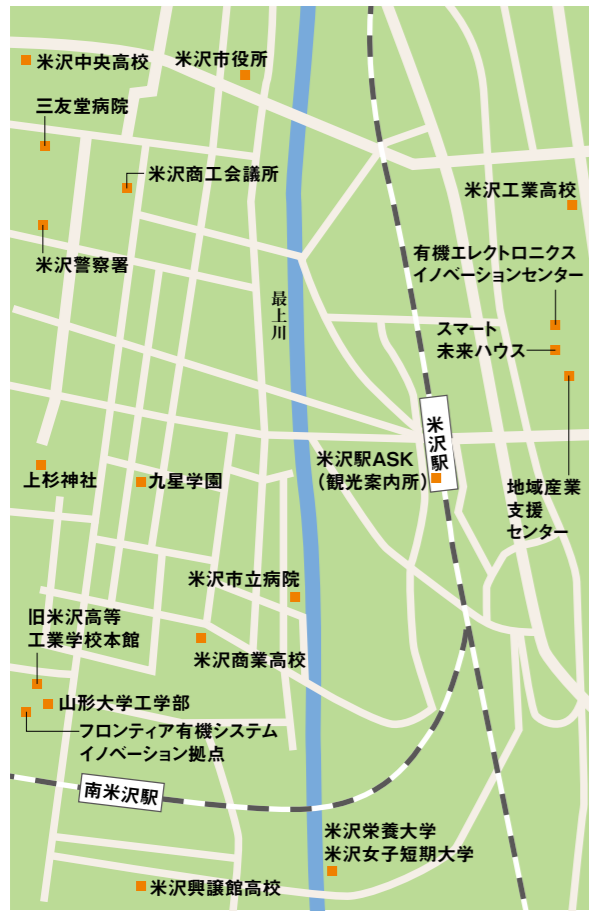 米沢中央高校
米沢市役所
三友堂病院
米沢商工会議所
米沢工業高校
米沢警察署
有機エレクトロニクス
イノベーションセンター
最上川
スマート
未来ハウス
米沢駅
米沢駅ASK
（観光案内所）
上杉神社
九星学園
地域産業
支援
センター
米沢市立病院
旧米沢高等
工業学校本館
米沢商業高校
山形大学工学部
フロンティア有機システム
イノベーション拠点
南米沢駅
米沢栄養大学
米沢女子短期大学
米沢興譲館高校